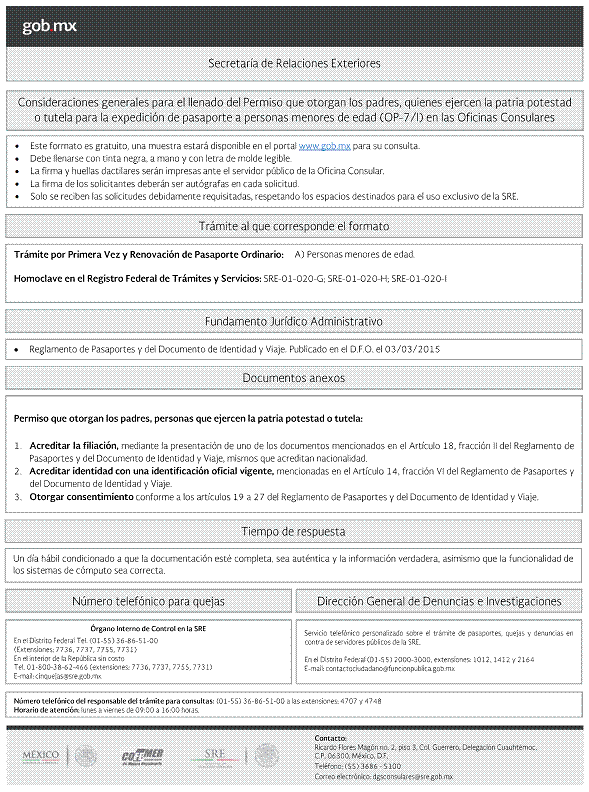 gob mx
Secretaría de Relaciones Exteriores
Consideraciones generales para el llenado del Permiso que otorgan los padres, quienes ejercen la patria potestad
o tutela para la expedición de pasaporte a personas menores de edad (OP-7/I) en las Oficinas Consulares
• Este formato es gratuito, una muestra estará disponible en el portal www.gob.mx para su consulta.
• Debe llenarse con tinta negra, a mano y con letra de molde legible.
• La firma y huellas dactilares serán impresas ante el servidor público de la Oficina Consular.
• La firma de los solicitantes deberán ser autógrafas en cada solicitud.
• Solo se reciben las solicitudes debidamente requisitadas, respetando los espacios destinados para el uso exclusivo de la SRE.
Trámite al que corresponde el formato
Trámite por Primera Vez y Renovación de Pasaporte Ordinario: A) Personas menores de edad.
Homoclave en el Registro Federal de Trámites y Servicios: SRE-01-020-G; SRE-01-020-H; SRE-01-020-I
Fundamento Jurídico Administrativo
• Reglamento de Pasaportes y del Documento de Identidad y Viaje. Publicado en el D.F.O. el 03/03/2015
Documentos anexos
Permiso que otorgan los padres, personas que ejercen la patria potestad o tutela:
1. Acreditar la filiación, mediante la presentación de uno de los documentos mencionados en el Artículo 18, fracción II del Reglamento de
Pasaportes y del Documento de Identidad y Viaje, mismos que acreditan nacionalidad.
2. Acreditar identidad con una identificación oficial vigente, mencionadas en el Artículo 14, fracción VI del Reglamento de Pasaportes y
del Documento de Identidad y Viaje.
3. Otorgar consentimiento conforme a los artículos 19 a 27 del Reglamento de Pasaportes y del Documento de Identidad y Viaje.
Tiempo de respuesta
Un día hábil condicionado a que la documentación esté completa, sea auténtica y la información verdadera, asimismo que la funcionalidad de
los sistemas de cómputo sea correcta.
Número telefónico para quejas
Órgano Interno de Control en la SRE
En el Distrito Federal Tel. (01-55) 36-86-51-00
(Extensiones; 7736, 7737, 7755, 7731)
En el interior de la República sin costo
Tel. 01-800-38-62-466 (extensiones; 7736, 7737, 7755, 7731)
E-mail: cinquejas@sre.gob.mx
Dirección General de Denuncias e Investigaciones
Servicio telefónico personalizado sobre el trámite de pasaportes, quejas y denuncias en
contra de servidores públicos de la SRE.
En el Distrito Federal (01-55) 2000-3000, extensiones: 1012, 1412 y 2164
E-mail: contactociudadano@funcionpublica.gob.mx
Número telefónico del responsable del trámite para consultas: (01-55) 36-86-51-00 a las extensiones; 4707 y 4748
Horario de atención: lunes a viernes de 09:00 a 16:00 horas.
MÉXICO
COFEMER
SRE
Contacto:
Ricardo Flores Magón no. 2, piso 3, Col. Guerrero, Delegación Cuauhtémoc,
C.P. 06300, México, D.F.
Teléfono: (55) 3686 - 5100
Correo electrónico: dgsconsulares@sre.gob.mx